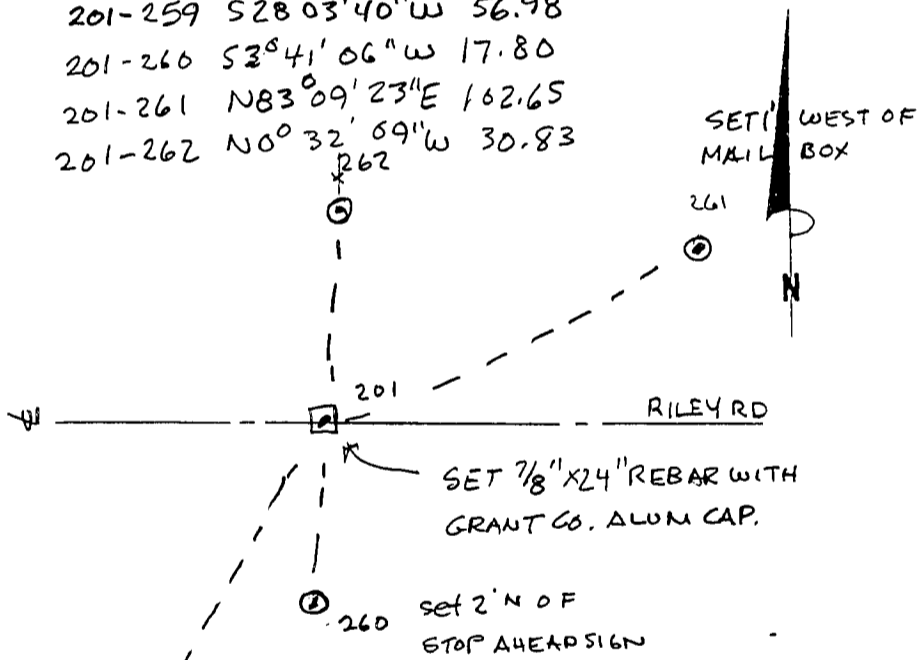 201-259 S28 03'40"W 56.98
201-260 S3°41'06"W 17.80
201-261 N83°09'23"E 102.65
201-262 N0°32'09"W 30.83
262
SET 1' WEST OF
MAIL BOX
261
N
201
RILEY RD
SET 7/8"X24" REBAR WITH
GRANT CO. ALUM CAP.
260
set 2'N OF
STOP AHEAD SIGN